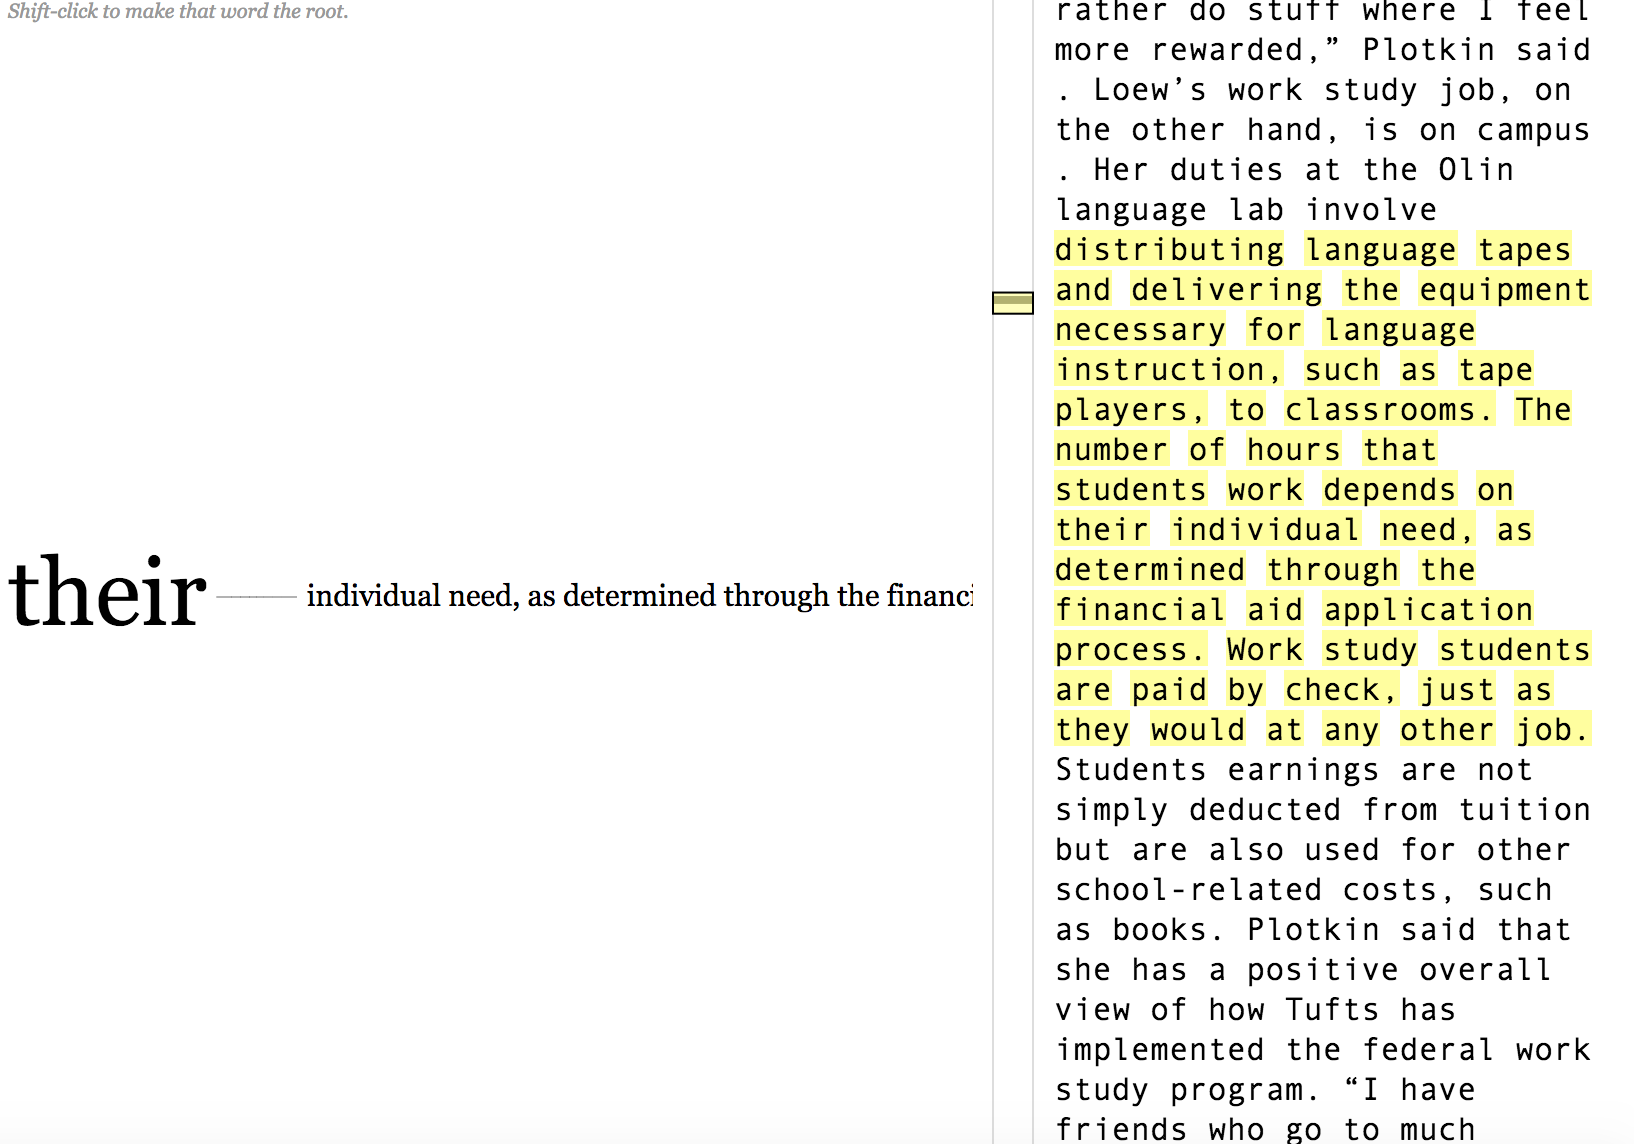 Shift-click to make that word the root.
their
individual need, as determined through the financi
rather do stuff where I feel
more rewarded,” Plotkin said
. Loew’s work study job, on
the other hand, is on campus
. Her duties at the Olin
language lab involve
distributing language tapes
and delivering the equipment
necessary for language
instruction, such as tape
players, to classrooms. The
number of hours that
students work depends on
their individual need, as
determined through the
financial aid application
process. Work study students
are paid by check, just as
they would at any other job.
Students earnings are not
simply deducted from tuition
but are also used for other
school-related costs, such
as books. Plotkin said that
she has a positive overall
view of how Tufts has
implemented the federal work
study program. “I have
friends who go to much